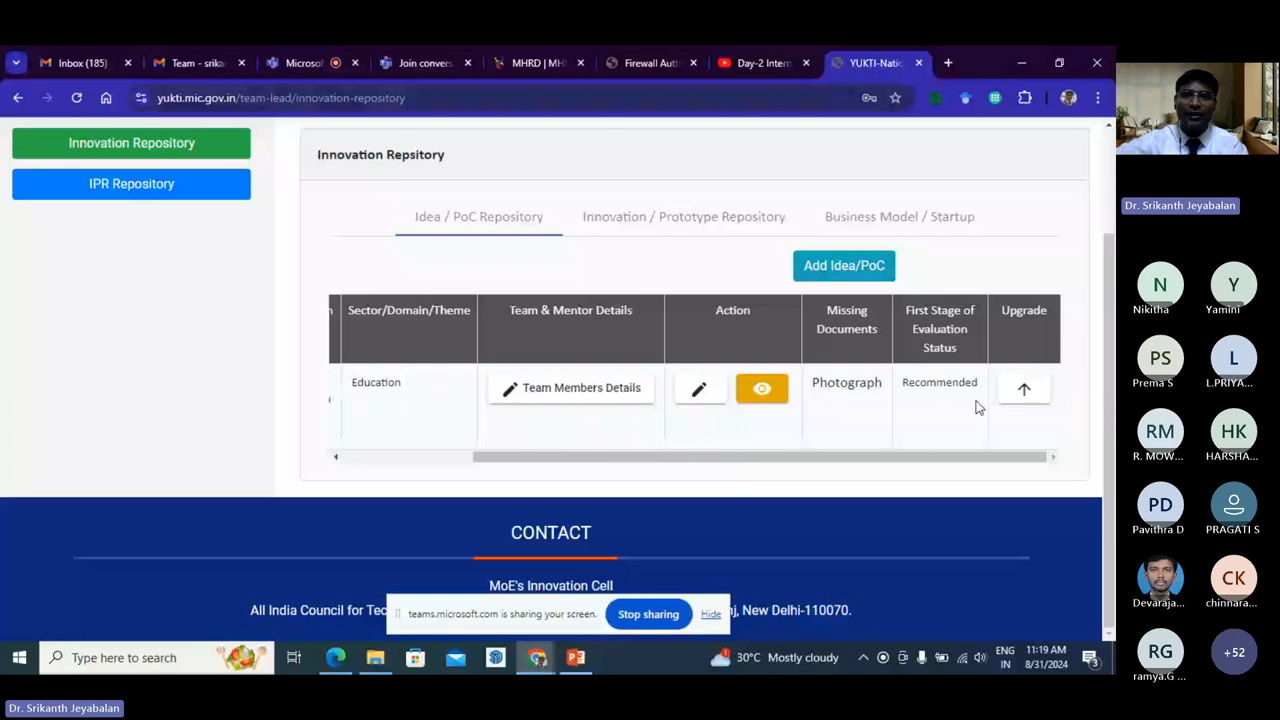 Inbox (185)
Team - srika
Microsof
Join convers
MHRD | MH
Firewall Aut
Day-2 Intern
YUKTI-Natio
yukti.mic.gov.in/team-lead/innovation-repository
Innovation Repository
IPR Repository
Innovation Repsitory
Idea / PoC Repository
Innovation / Prototype Repository
Business Model / Startup
Add Idea/PoC
Sector/Domain/Theme
Team & Mentor Details
Action
Missing
Documents
First Stage of
Evaluation
Status
Upgrade
Education
Team Members Details
Photograph
Recommended
CONTACT
MoE's Innovation Cell
All India Council for Tec
j, New Delhi-110070.
teams.microsoft.com is sharing your screen.
Stop sharing
Hide
Type here to search
30°C Mostly cloudy
ENG
IN
11:19 AM
8/31/2024
3
Dr. Srikanth Jeyabalan
N
Nikitha
Y
Yamini
PS
Prema S
L
L.PRIYA...
RM
R. MOW...
HK
HARSHA...
PD
Pavithra D
PRAGATI S
Devaraja...
CK
chinnara...
RG
ramya.G ...
+52
Dr. Srikanth Jeyabalan